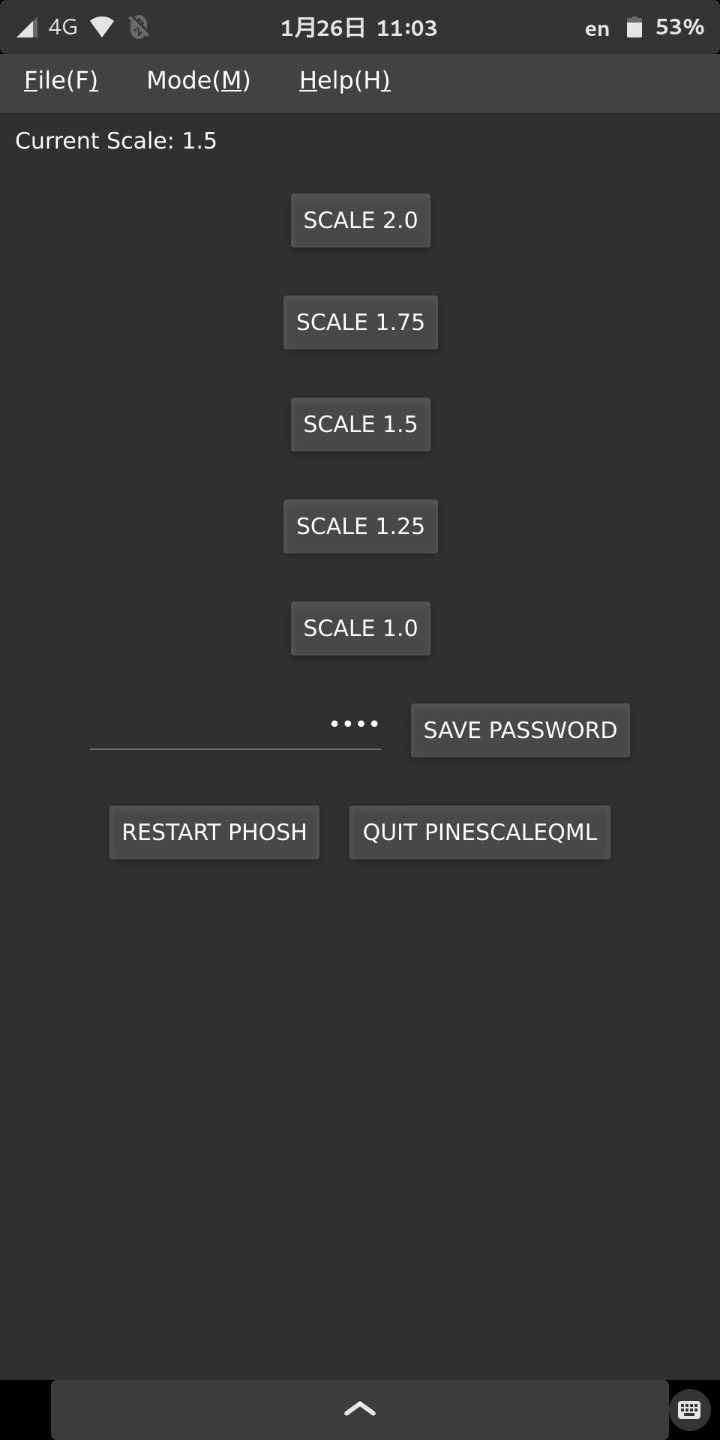 4G 1月26日 11:03 en 53%
File(F) Mode(M) Help(H)
Current Scale: 1.5
SCALE 2.0
SCALE 1.75
SCALE 1.5
SCALE 1.25
SCALE 1.0
•••• SAVE PASSWORD
RESTART PHOSH QUIT PINESCALEQML